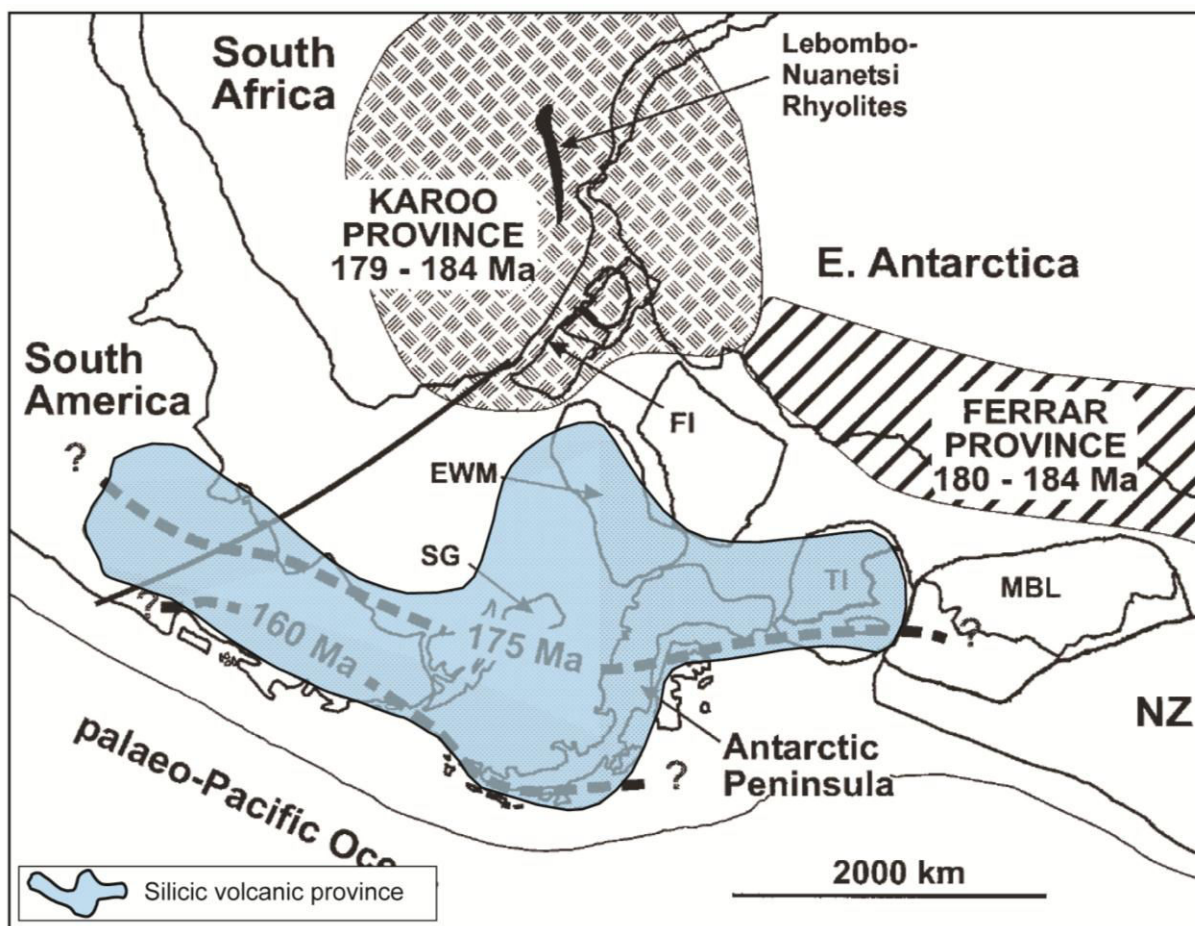 South
Africa
Lebombo-
Nuanetsi
Rhyolites
KAROO
PROVINCE
179 - 184 Ma
E. Antarctica
South
America
?
FI
FERRAR
PROVINCE
180 - 184 Ma
EWM
SG
TI
MBL
?
160 Ma
175 Ma
?
NZ
palaeo-Pacific Oce
?
Antarctic
Peninsula
2000 km
Silicic volcanic province